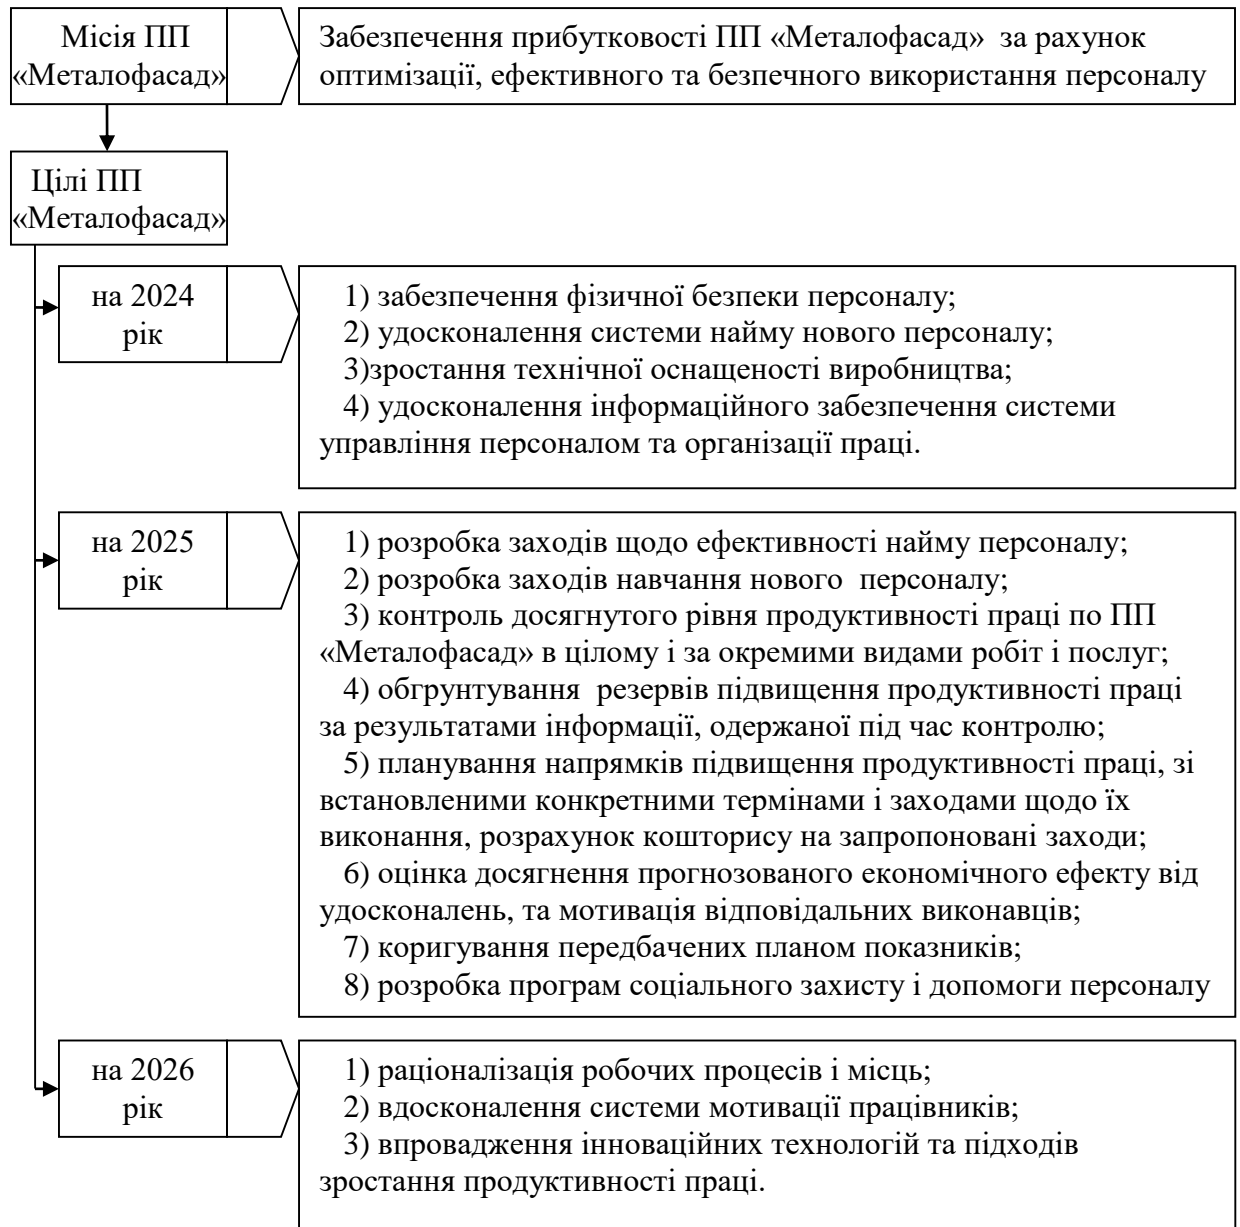 Місія ПП
«Металофасад»
Забезпечення прибутковості ПП «Металофасад» за рахунок
оптимізації, ефективного та безпечного використання персоналу
Цілі ПП
«Металофасад»
на 2024
рік
1) забезпечення фізичної безпеки персоналу;
2) удосконалення системи найму нового персоналу;
3)зростання технічної оснащеності виробництва;
4) удосконалення інформаційного забезпечення системи
управління персоналом та організації праці.
на 2025
рік
1) розробка заходів щодо ефективності найму персоналу;
2) розробка заходів навчання нового персоналу;
3) контроль досягнутого рівня продуктивності праці по ПП
«Металофасад» в цілому і за окремими видами робіт і послуг;
4) обгрунтування резервів підвищення продуктивності праці
за результатами інформації, одержаної під час контролю;
5) планування напрямків підвищення продуктивності праці, зі
встановленими конкретними термінами і заходами щодо їх
виконання, розрахунок кошторису на запропоновані заходи;
6) оцінка досягнення прогнозованого економічного ефекту від
удосконалень, та мотивація відповідальних виконавців;
7) коригування передбачених планом показників;
8) розробка програм соціального захисту і допомоги персоналу
на 2026
рік
1) раціоналізація робочих процесів і місць;
2) вдосконалення системи мотивації працівників;
3) впровадження інноваційних технологій та підходів
зростання продуктивності праці.